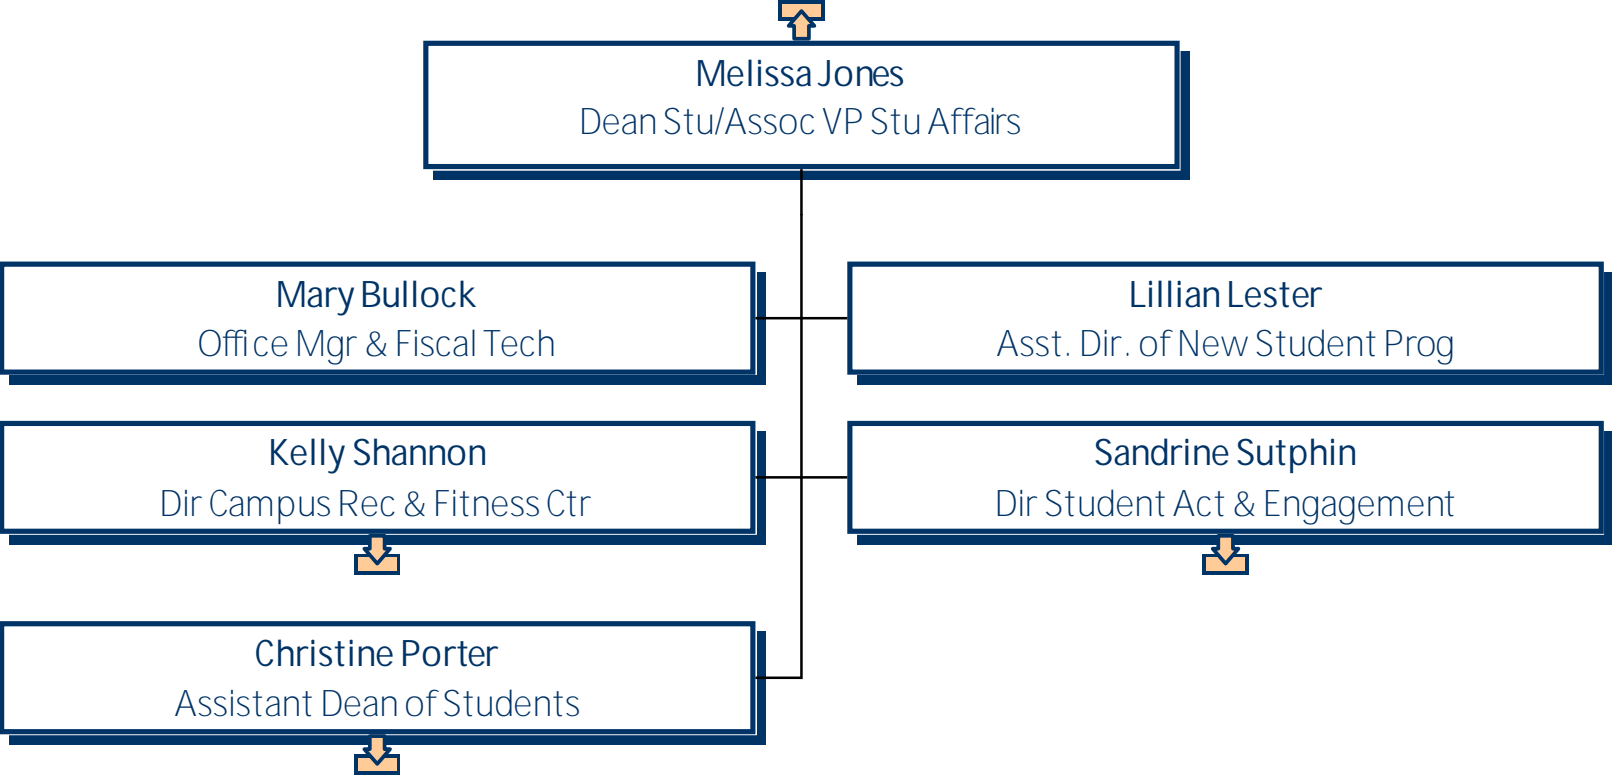 Melissa Jones
Dean Stu/Assoc VP Stu Affairs
Mary Bullock
Office Mgr & Fiscal Tech
Lillian Lester
Asst. Dir. of New Student Prog
Kelly Shannon
Dir Campus Rec & Fitness Ctr
Sandrine Sutphin
Dir Student Act & Engagement
Christine Porter
Assistant Dean of Students